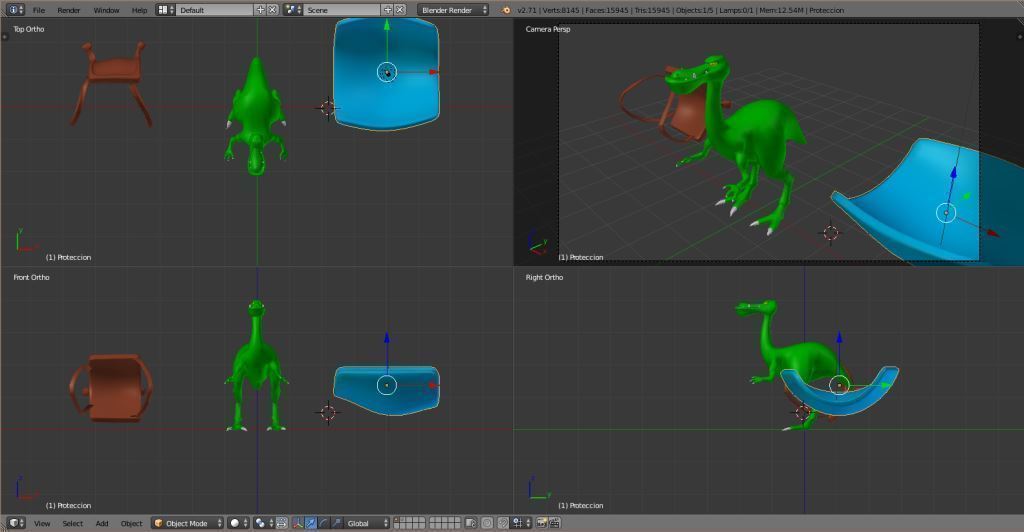 File Render Window Help Default Scene Blender Render v2.71 | Verts:8145 | Faces:15945 | Tris:15945 | Objects:1/5 | Lamps:0/1 | Mem:12.54M | Proteccion
Top Ortho
Camera Persp
(1) Proteccion
(1) Proteccion
Front Ortho
Right Ortho
(1) Proteccion
(1) Proteccion
View Select Add Object Object Mode Global